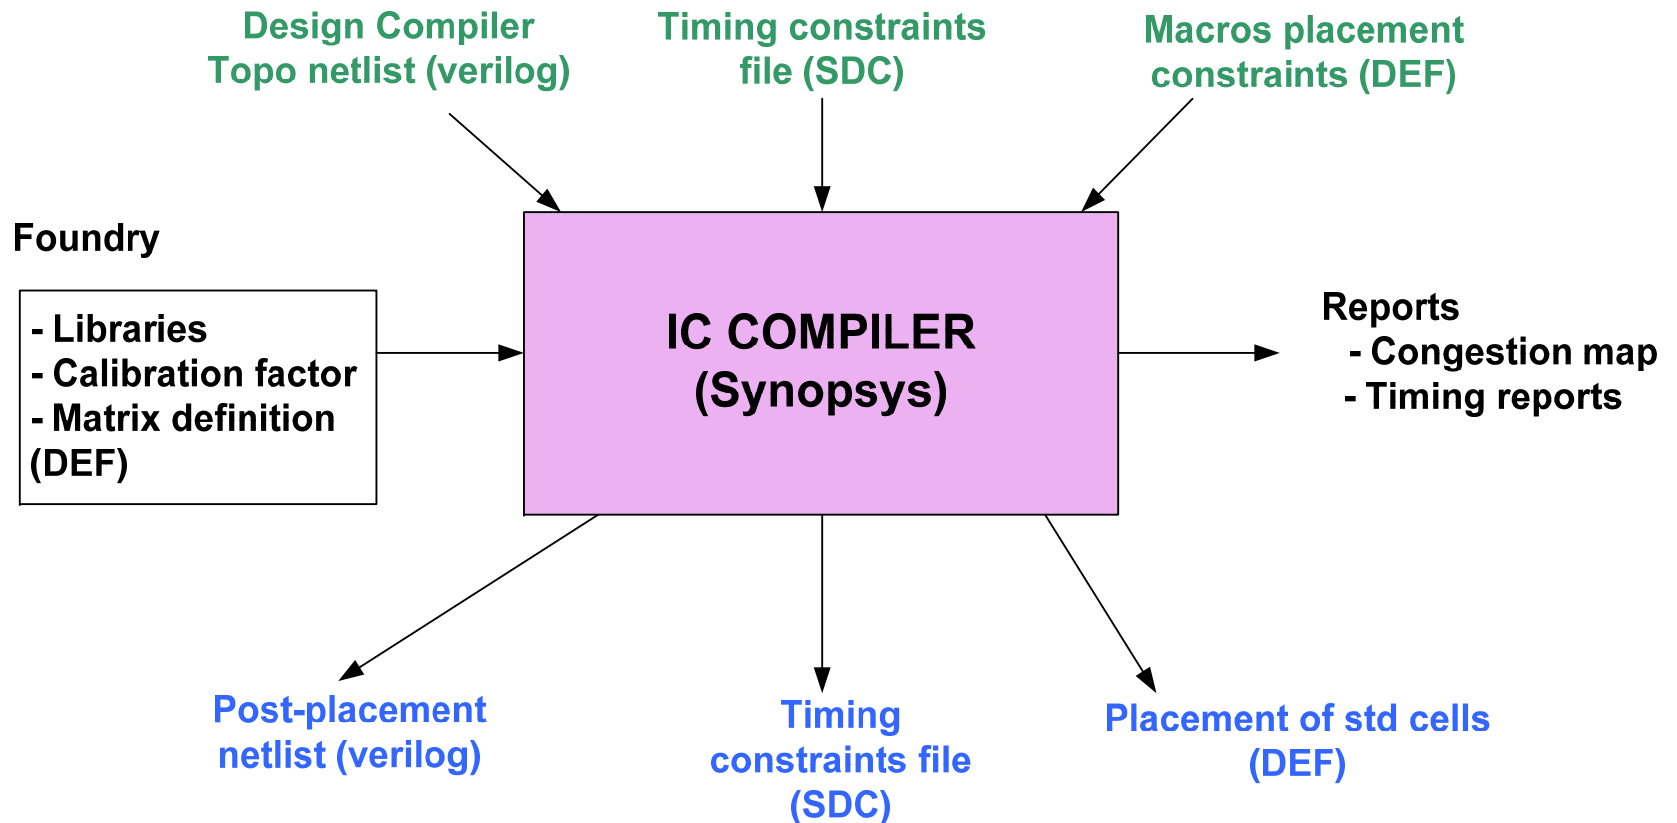 Design Compiler
Topo netlist (verilog)
Timing constraints
file (SDC)
Macros placement
constraints (DEF)
Foundry
- Libraries
- Calibration factor
- Matrix definition
(DEF)
IC COMPILER
(Synopsys)
Reports
- Congestion map
- Timing reports
Post-placement
netlist (verilog)
Timing
constraints file
(SDC)
Placement of std cells
(DEF)